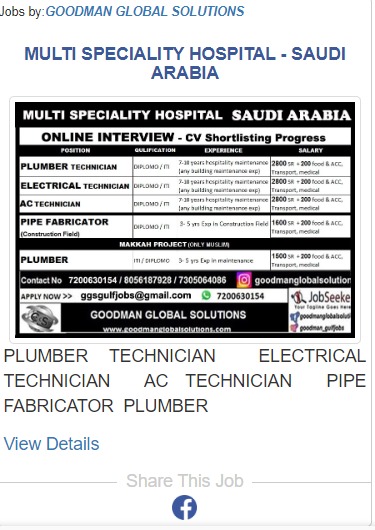 Jobs by:GOODMAN GLOBAL SOLUTIONS
MULTI SPECIALITY HOSPITAL - SAUDI
ARABIA
MULTI SPECIALITY HOSPITAL SAUDI ARABIA
ONLINE INTERVIEW - CV Shortlisting Progress
POSITION QULIFICATION EXPERIENCE SALARY
PLUMBER TECHNICIAN DIPLOMO / ITI 7-10 years hospitality maintenance 2800 SR + 200 food & ACC,
(any building maintenance exp) Transport, medical
ELECTRICAL TECHNICIAN DIPLOMO / ITI 7-10 years hospitality maintenance 2800 SR + 200 food & ACC,
(any building maintenance exp) Transport, medical
AC TECHNICIAN DIPLOMO / ITI 7-10 years hospitality maintenance 2800 SR + 200 food & ACC,
(any building maintenance exp) Transport, medical
PIPE FABRICATOR DIPLOMO / ITI 3- 5 yrs Exp in Construction Field 1600 SR + 200 food & ACC,
(Construction Field) Transport, medical
MAKKAH PROJECT (ONLY MUSLIM)
PLUMBER ITI / DIPLOMO 3- 5 yrs Exp in maintenance 1500 SR + 200 food & ACC,
Transport, medical
Contact No 7200630154 / 8056187928 / 7305064086 goodmanglobalsolution
APPLY NOW >> ggsgulfjobs@gmail.com 7200630154
JobSeeke
GGS
GOODMAN GLOBAL SOLUTIONS
goodmanglobalsoluti
www.goodmanglobalsolutions.com
goodman_gulfjobs
PLUMBER TECHNICIAN ELECTRICAL
TECHNICIAN AC TECHNICIAN PIPE
FABRICATOR PLUMBER
View Details
Share This Job